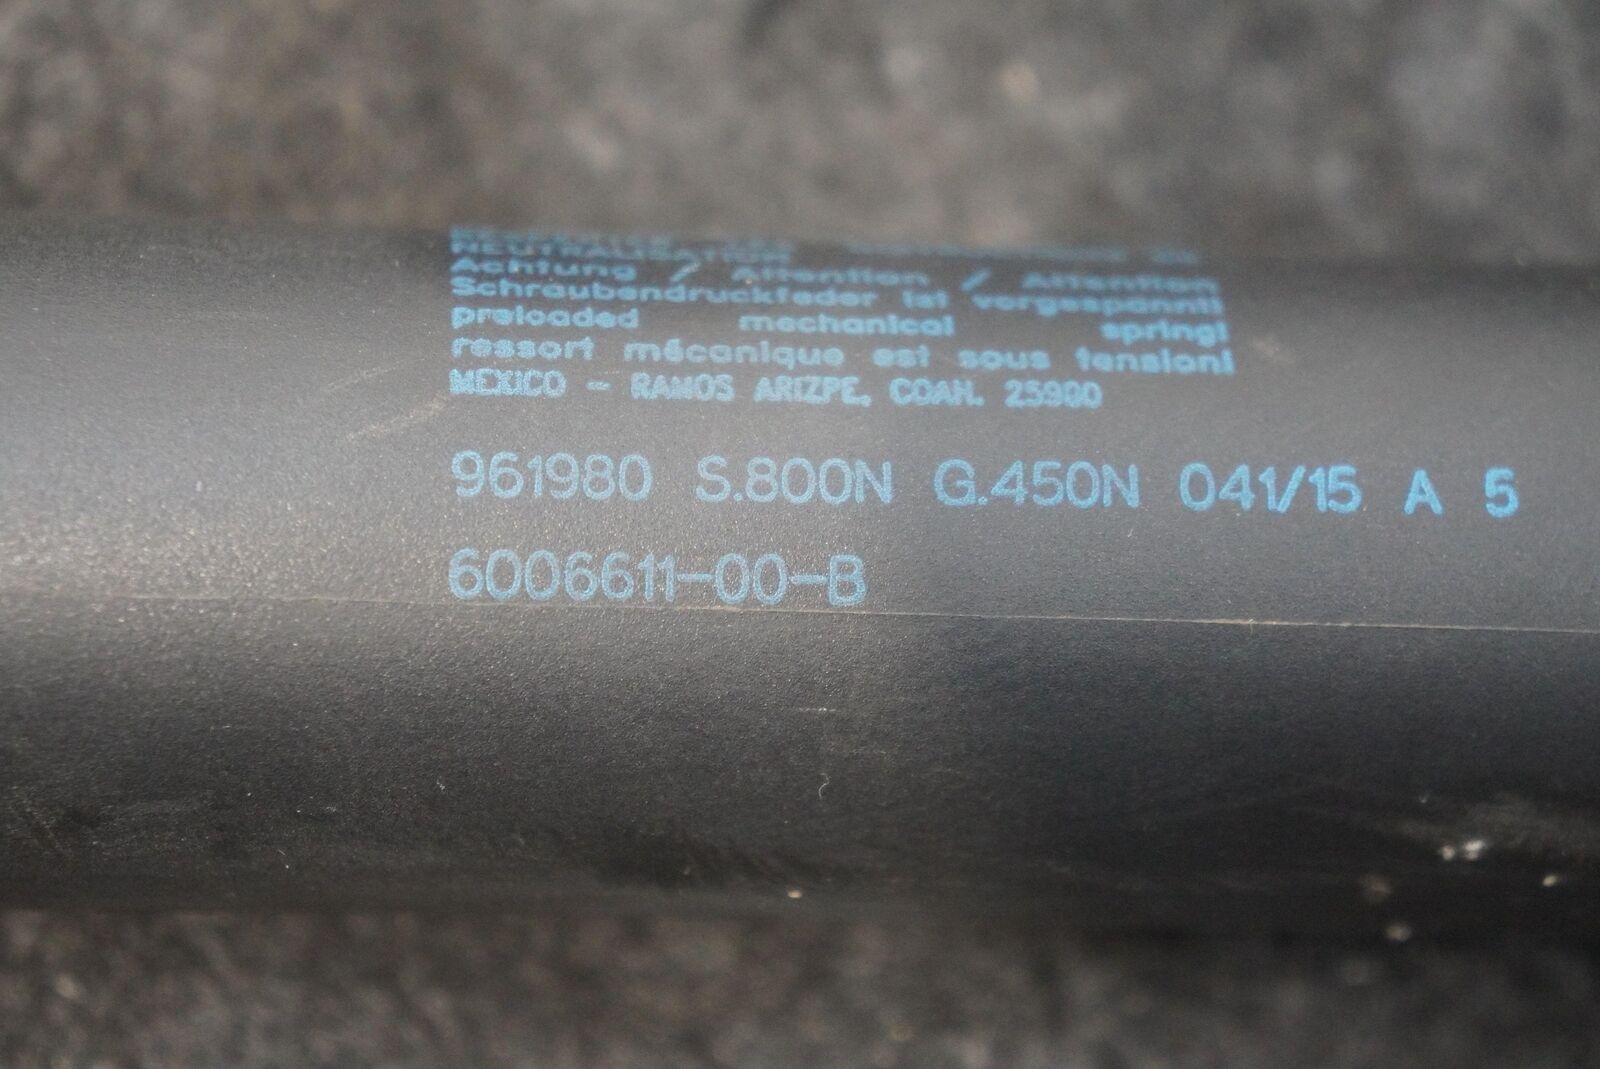 NEUTRALISATION
Achtung / Attention / Attention
Schraubendruckfeder ist vorgespannt!
preloaded mechanical spring!
ressort mécanique est sous tension!
MEXICO - RAMOS ARIZPE, COAH. 25900
961980 S.800N G.450N 041/15 A 5
6006611-00-B